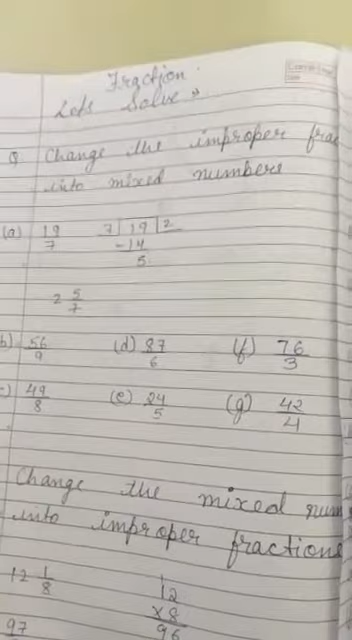 Fraction
Lets Solve
Q Change the improper frac
into mixed numbers
(a) 19/7 7 | 19 | 2
-14
5
2 5/7
b) 56/9 (d) 87/6 (f) 76/3
c) 49/8 (e) 84/5 (g) 42/4
Change the mixed num
into improper fractions
12 1/8 12
×8
97 96